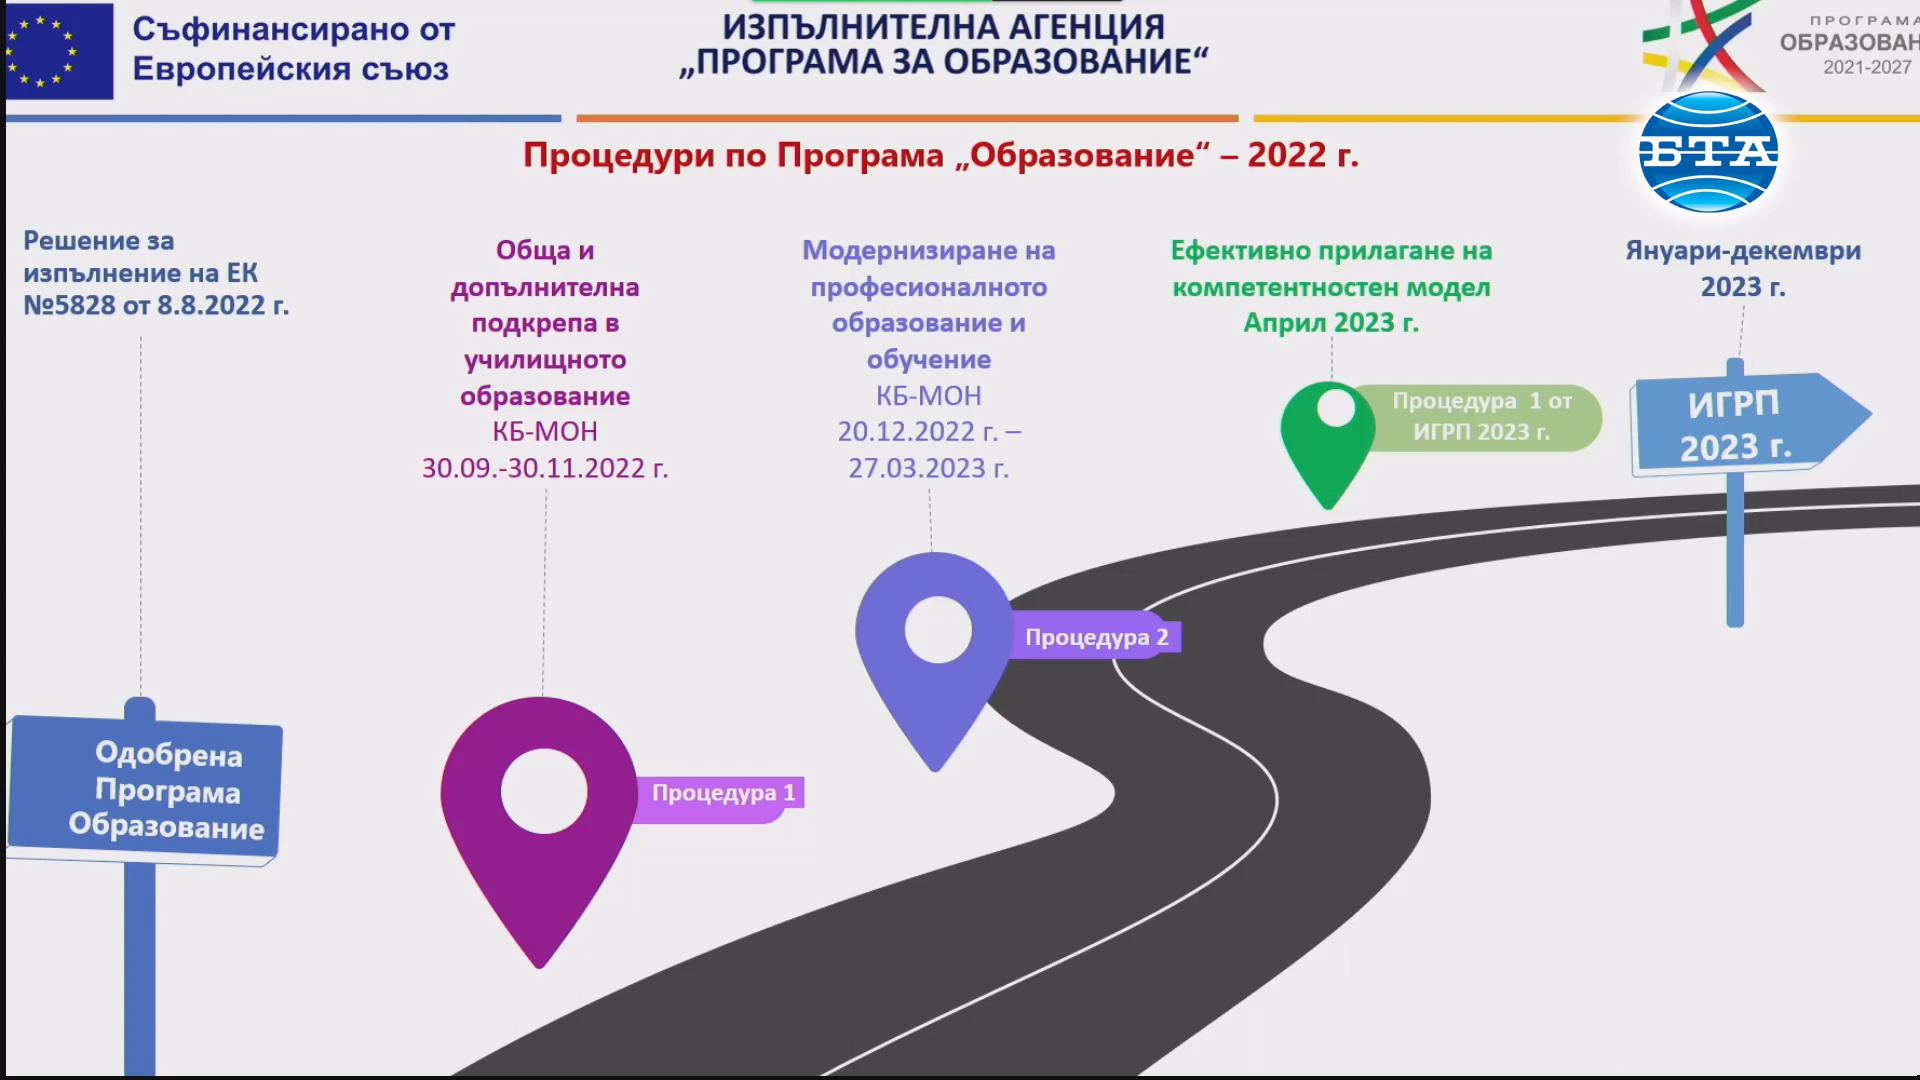 Съфинансирано от
Европейския съюз
ИЗПЪЛНИТЕЛНА АГЕНЦИЯ
„ПРОГРАМА ЗА ОБРАЗОВАНИЕ“
ПРОГРАМА
ОБРАЗОВАН
2021-2027
БТА
Процедури по Програма „Образование“ – 2022 г.
Решение за
изпълнение на ЕК
№5828 от 8.8.2022 г.
Обща и
допълнителна
подкрепа в
училищното
образование
КБ-МОН
30.09.-30.11.2022 г.
Модернизиране на
професионалното
образование и
обучение
КБ-МОН
20.12.2022 г. –
27.03.2023 г.
Ефективно прилагане на
компетентностен модел
Април 2023 г.
Януари-декември
2023 г.
Процедура 1 от
ИГРП 2023 г.
ИГРП
2023 г.
Процедура 2
Процедура 1
Одобрена
Програма
Образование